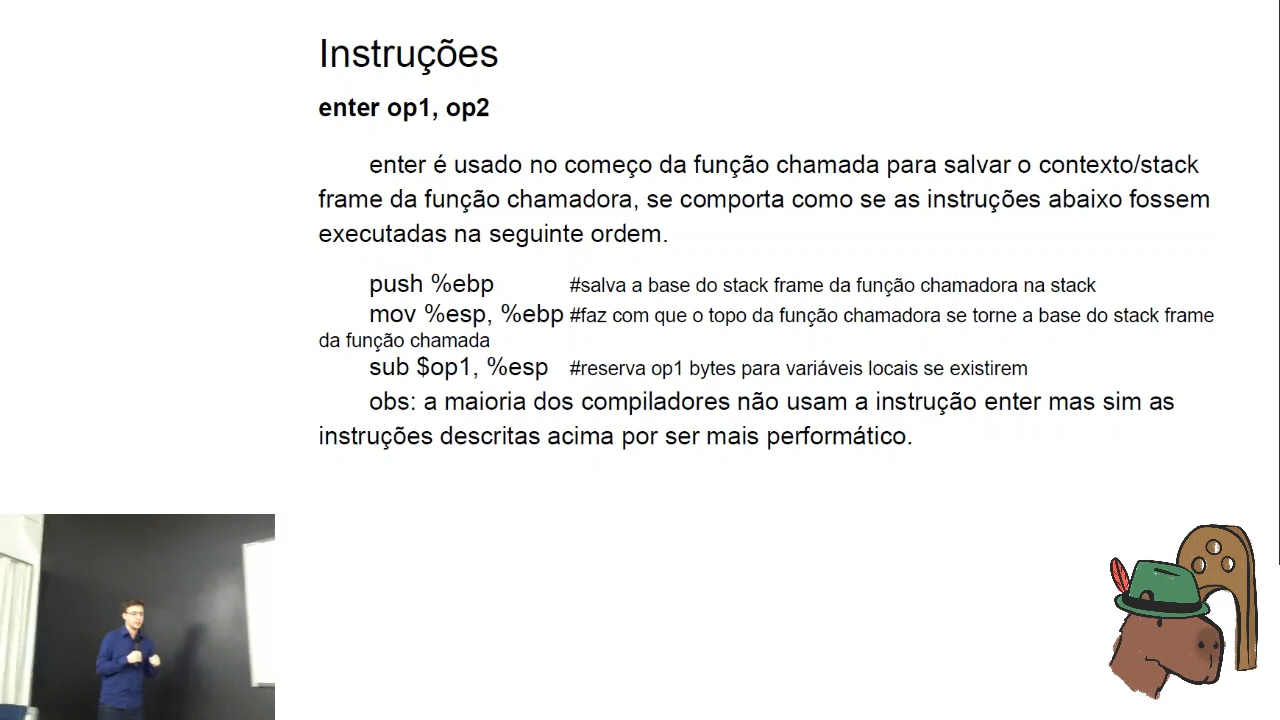 Instruções
enter op1, op2
enter é usado no começo da função chamada para salvar o contexto/stack
frame da função chamadora, se comporta como se as instruções abaixo fossem
executadas na seguinte ordem.
push %ebp #salva a base do stack frame da função chamadora na stack
mov %esp, %ebp #faz com que o topo da função chamadora se torne a base do stack frame
da função chamada
sub $op1, %esp #reserva op1 bytes para variáveis locais se existirem
obs: a maioria dos compiladores não usam a instrução enter mas sim as
instruções descritas acima por ser mais performático.